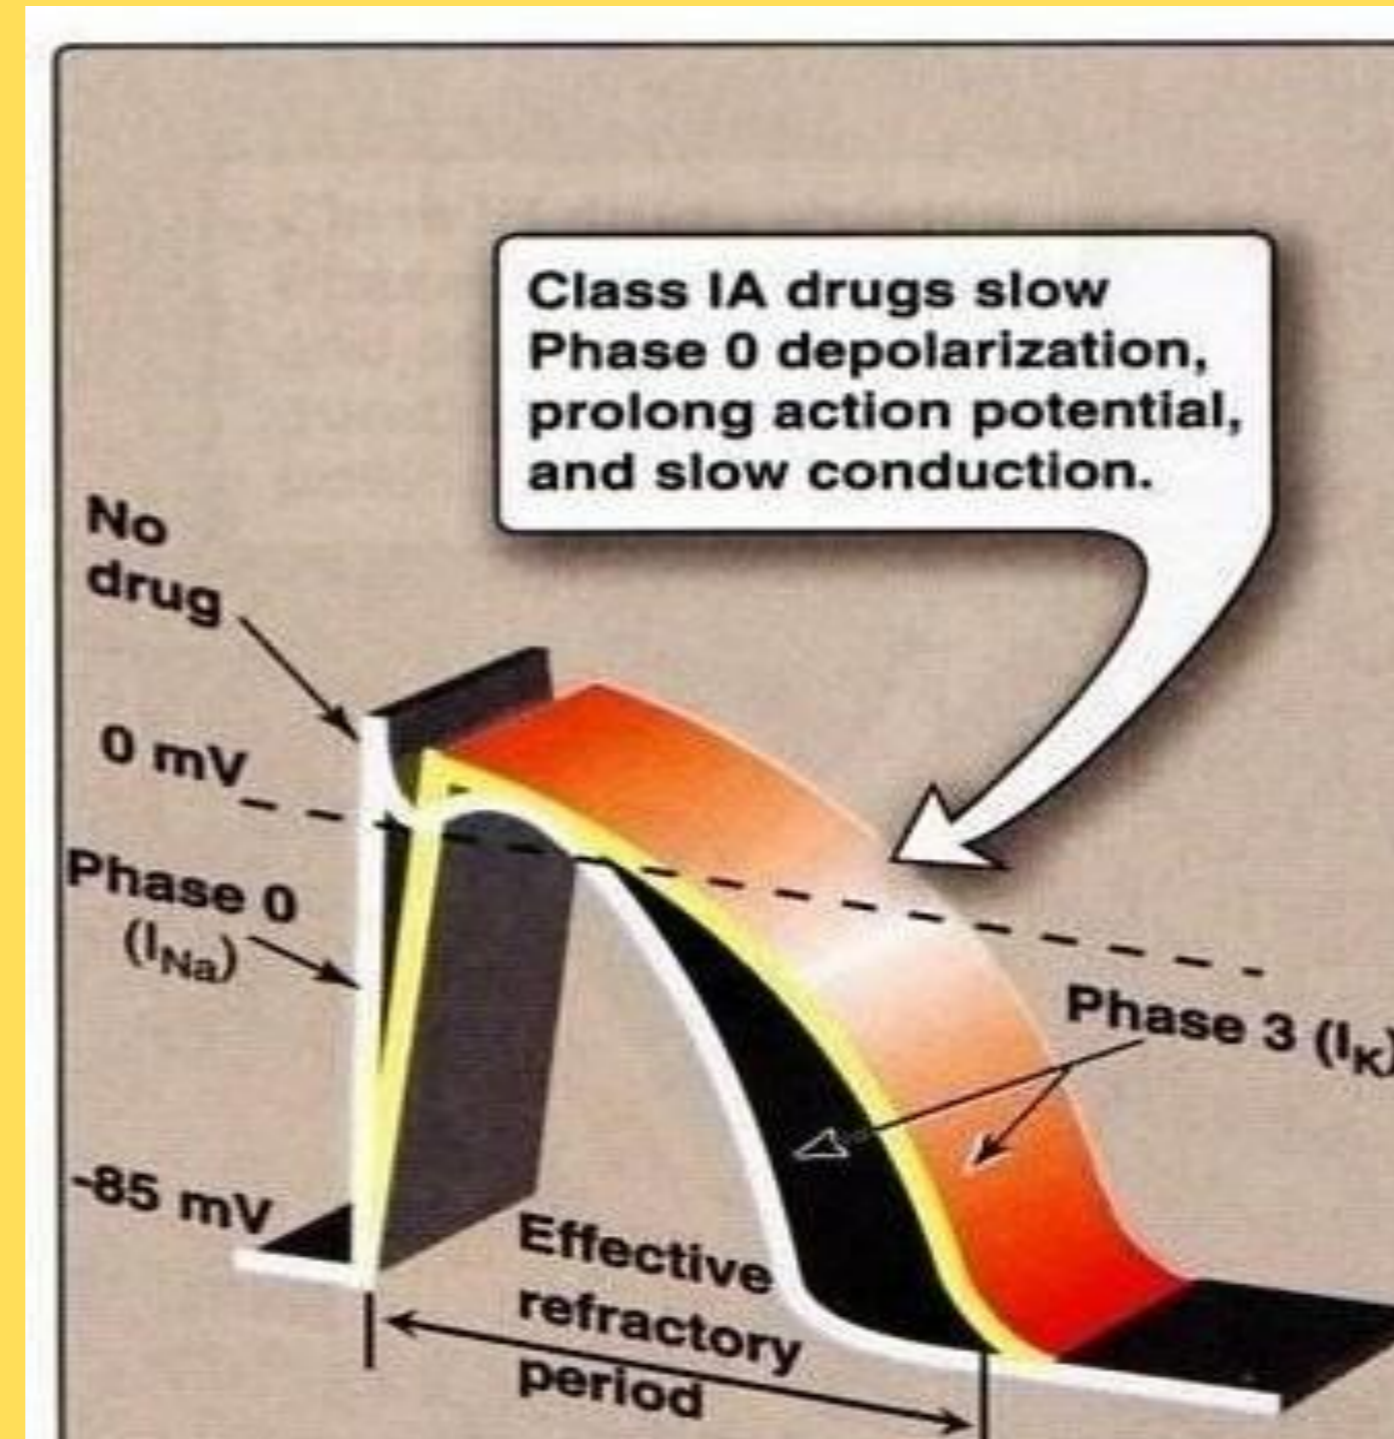 Class IA drugs slow
Phase 0 depolarization,
prolong action potential,
and slow conduction.
No
drug
0 mV
Phase 0
(INa)
Phase 3 (IK)
-85 mV
Effective
refractory
period